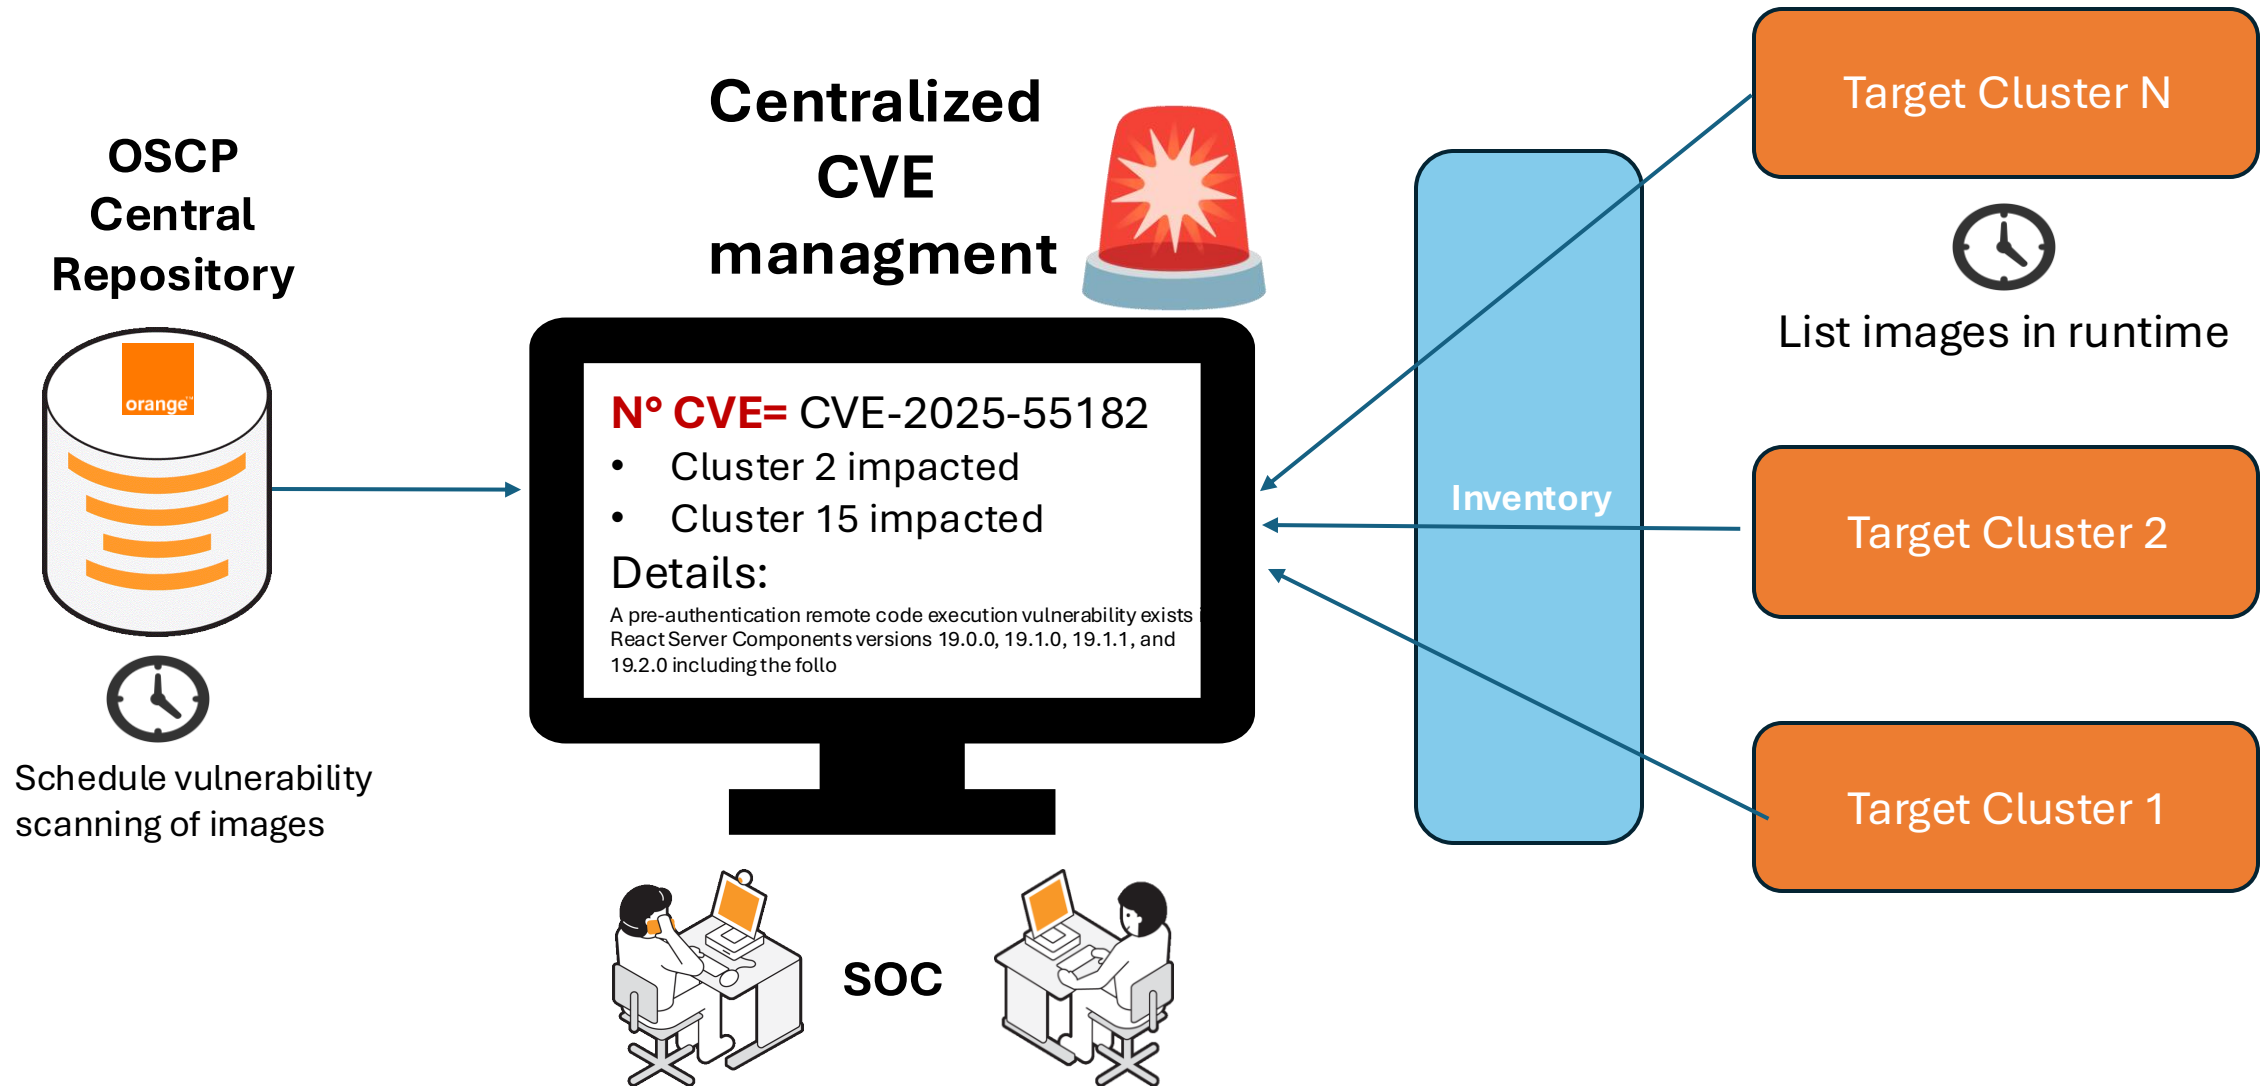 OSCP
Central
Repository
orange™
Schedule vulnerability
scanning of images
Centralized
CVE
managment
N° CVE= CVE-2025-55182
• Cluster 2 impacted
• Cluster 15 impacted
Details:
A pre-authentication remote code execution vulnerability exists i
React Server Components versions 19.0.0, 19.1.0, 19.1.1, and
19.2.0 including the follo
SOC
Inventory
Target Cluster N
List images in runtime
Target Cluster 2
Target Cluster 1